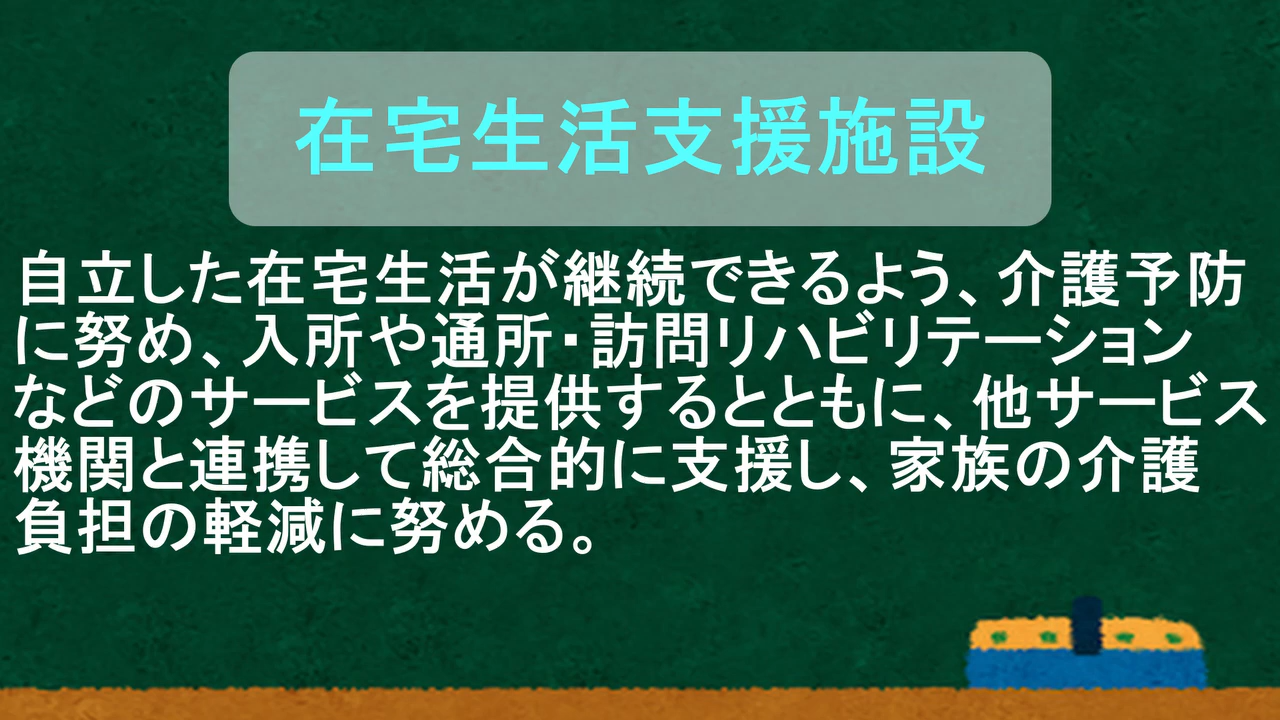 在宅生活支援施設
自立した在宅生活が継続できるよう、介護予防
に努め、入所や通所・訪問リハビリテーション
などのサービスを提供するとともに、他サービス
機関と連携して総合的に支援し、家族の介護
負担の軽減に努める。